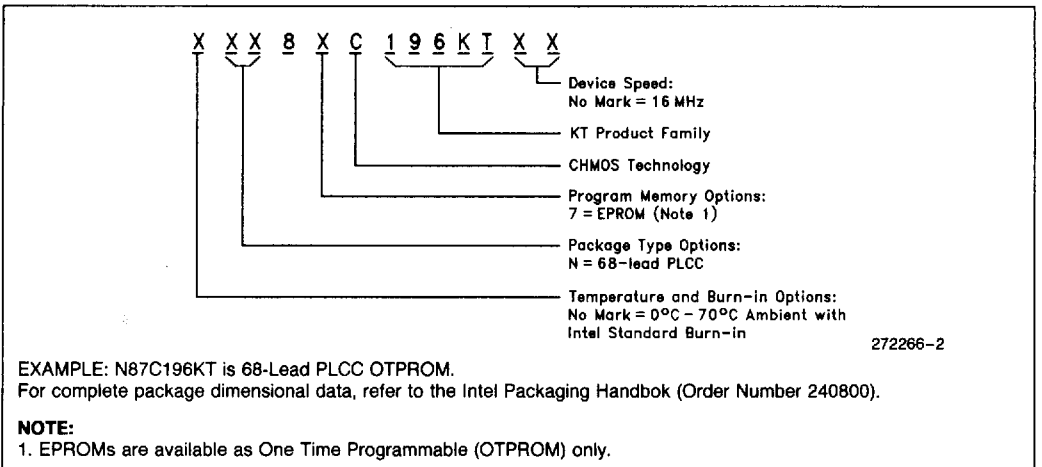 X XX 8 X C 196KT XX
Device Speed:
No Mark = 16 MHz
KT Product Family
CHMOS Technology
Program Memory Options:
7 = EPROM (Note 1)
Package Type Options:
N = 68-lead PLCC
Temperature and Burn-in Options:
No Mark = 0°C - 70°C Ambient with
Intel Standard Burn-in
272266-2
EXAMPLE: N87C196KT is 68-Lead PLCC OTPROM.
For complete package dimensional data, refer to the Intel Packaging Handbok (Order Number 240800).
NOTE:
1. EPROMs are available as One Time Programmable (OTPROM) only.